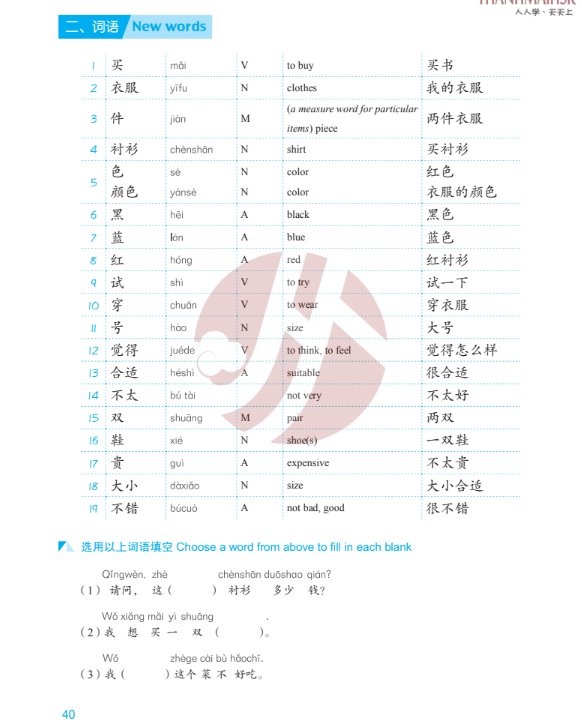 THANHMAIHSK
人人学·天天上
二、词语 New words
1 买 mǎi V to buy 买书
2 衣服 yīfu N clothes 我的衣服
3 件 jiàn M (a measure word for particular items) piece 两件衣服
4 衬衫 chènshān N shirt 买衬衫
5 色 sè N color 红色
颜色 yánsè N color 衣服的颜色
6 黑 hēi A black 黑色
7 蓝 lán A blue 蓝色
8 红 hóng A red 红衬衫
9 试 shì V to try 试一下
10 穿 chuān V to wear 穿衣服
11 号 hào N size 大号
12 觉得 juéde V to think, to feel 觉得怎么样
13 合适 héshì A suitable 很合适
14 不太 bú tài not very 不太好
15 双 shuāng M pair 两双
16 鞋 xié N shoe(s) 一双鞋
17 贵 guì A expensive 不太贵
18 大小 dàxiǎo N size 大小合适
19 不错 búcuò A not bad, good 很不错
选用以上词语填空 Choose a word from above to fill in each blank
Qǐngwèn, zhè chènshān duōshao qián?
(1) 请问, 这 ( ) 衬衫 多少 钱?
Wǒ xiǎng mǎi yì shuāng .
(2) 我 想 买 一 双 ( )。
Wǒ zhège cài bù hǎochī.
(3) 我 ( ) 这个 菜 不 好吃。
40